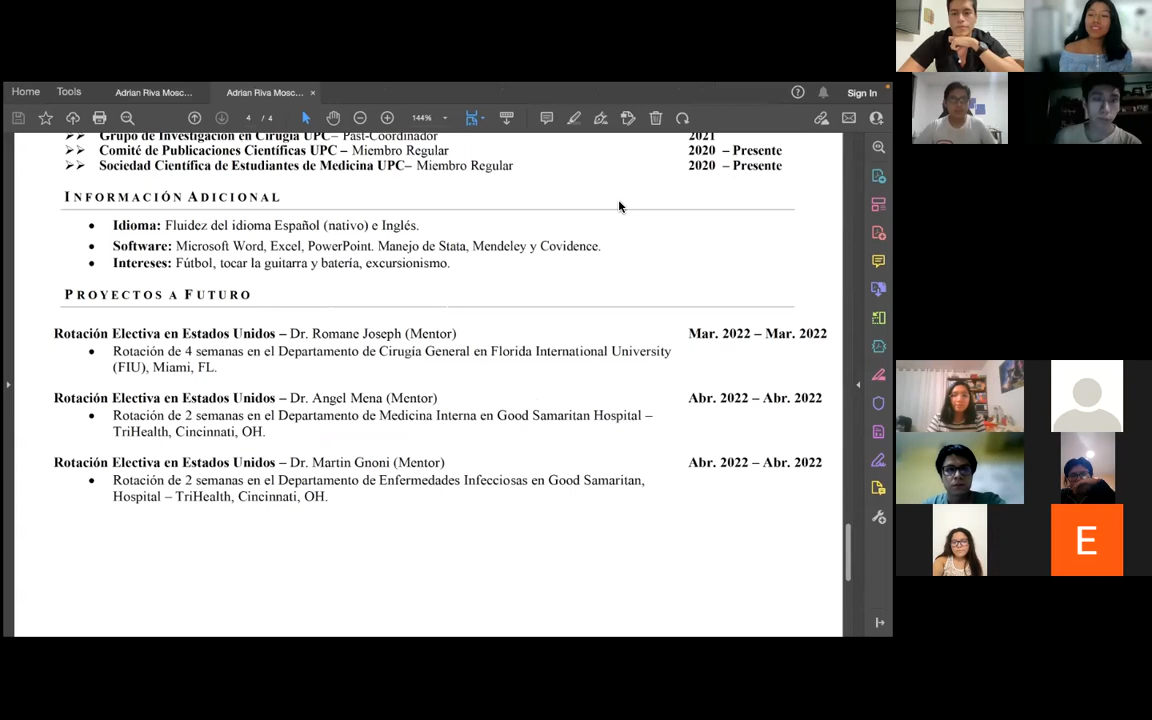 Home
Tools
Adrian Riva Mosc...
Adrian Riva Mosc... ×
Sign In
4 / 4
144%
Grupo de Investigación en Cirugía UPC– Past-Coordinador 2021
Comité de Publicaciones Científicas UPC – Miembro Regular 2020 – Presente
Sociedad Científica de Estudiantes de Medicina UPC– Miembro Regular 2020 – Presente
INFORMACIÓN ADICIONAL
• Idioma: Fluidez del idioma Español (nativo) e Inglés.
• Software: Microsoft Word, Excel, PowerPoint. Manejo de Stata, Mendeley y Covidence.
• Intereses: Fútbol, tocar la guitarra y batería, excursionismo.
PROYECTOS A FUTURO
Rotación Electiva en Estados Unidos – Dr. Romane Joseph (Mentor) Mar. 2022 – Mar. 2022
• Rotación de 4 semanas en el Departamento de Cirugía General en Florida International University
(FIU), Miami, FL.
Rotación Electiva en Estados Unidos – Dr. Angel Mena (Mentor) Abr. 2022 – Abr. 2022
• Rotación de 2 semanas en el Departamento de Medicina Interna en Good Samaritan Hospital –
TriHealth, Cincinnati, OH.
Rotación Electiva en Estados Unidos – Dr. Martin Gnoni (Mentor) Abr. 2022 – Abr. 2022
• Rotación de 2 semanas en el Departamento de Enfermedades Infecciosas en Good Samaritan,
Hospital – TriHealth, Cincinnati, OH.
E